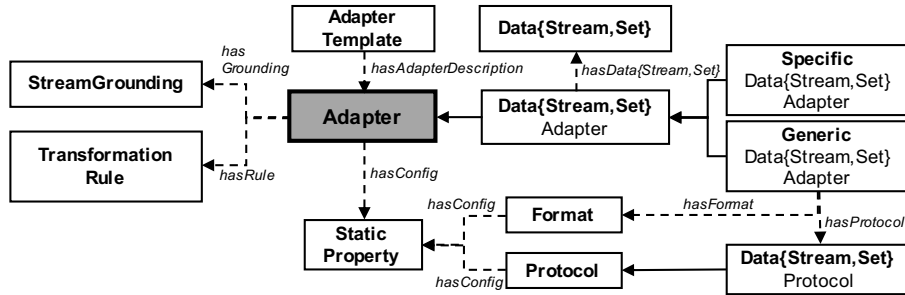 Adapter
Template
Data{Stream,Set}
has
Grounding
hasAdapterDescription
hasData{Stream,Set}
Specific
Data{Stream,Set}
Adapter
StreamGrounding
Adapter
Data{Stream,Set}
Adapter
Generic
Data{Stream,Set}
Adapter
Transformation
Rule
hasRule
hasConfig
hasConfig
Format
hasFormat
hasProtocol
Static
Property
hasConfig
Protocol
Data{Stream,Set}
Protocol